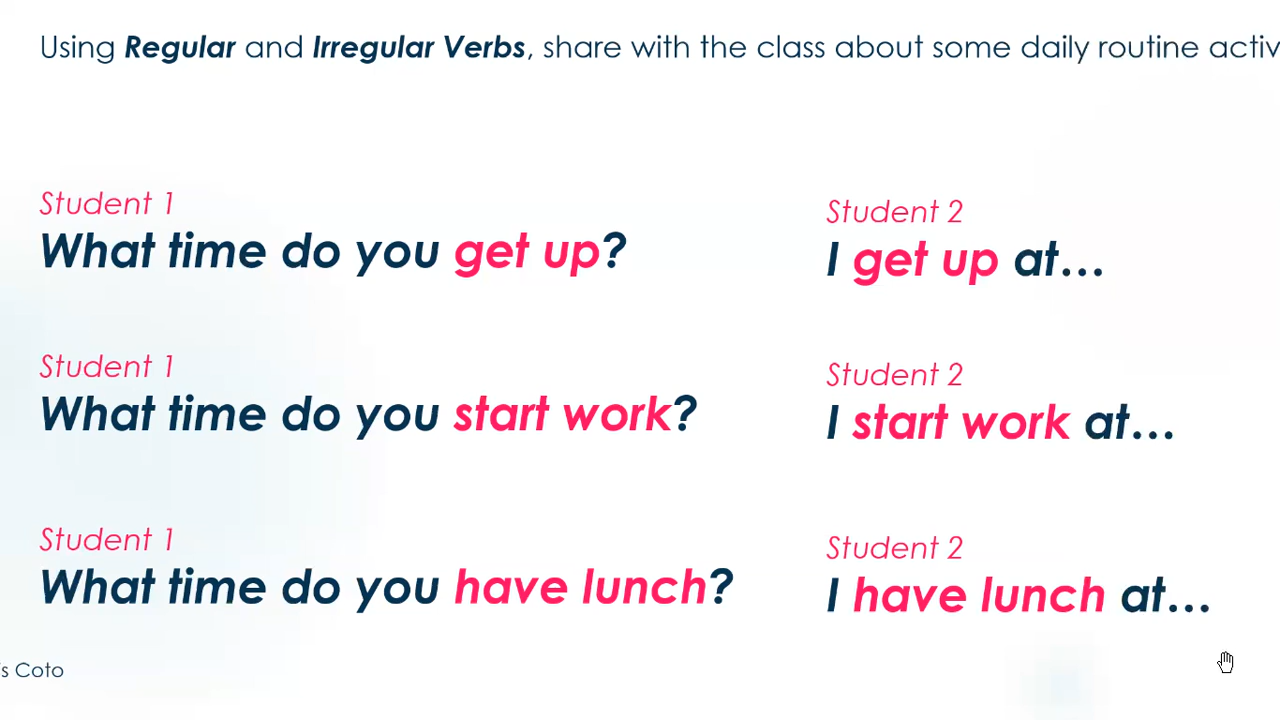 Using Regular and Irregular Verbs, share with the class about some daily routine activ
Student 1
What time do you get up?
Student 2
I get up at...
Student 1
What time do you start work?
Student 2
I start work at...
Student 1
What time do you have lunch?
Student 2
I have lunch at...
's Coto